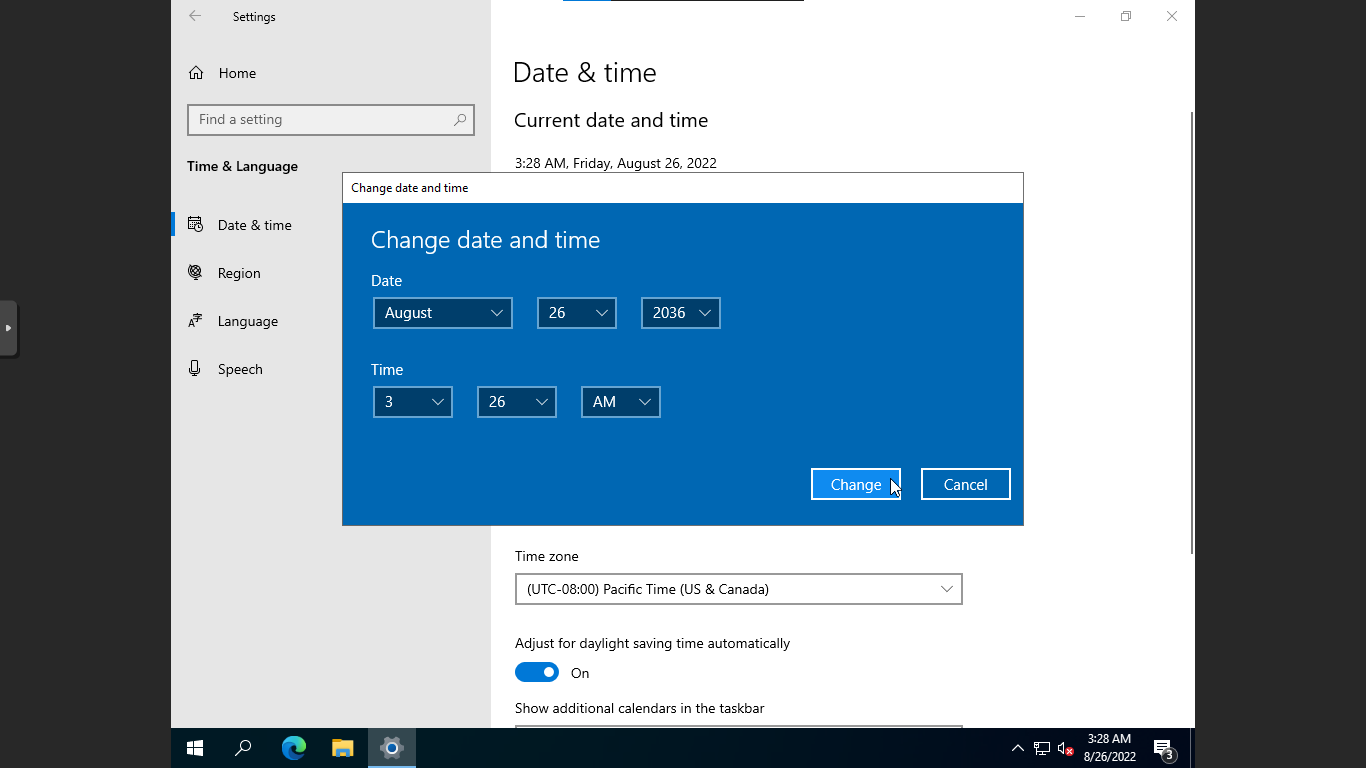 Settings
Home
Find a setting
Time & Language
Date & time
Region
Language
Speech
Date & time
Current date and time
3:28 AM, Friday, August 26, 2022
Change date and time
Change date and time
Date
August 26 2036
Time
3 26 AM
Change Cancel
Time zone
(UTC-08:00) Pacific Time (US & Canada)
Adjust for daylight saving time automatically
On
Show additional calendars in the taskbar
3:28 AM
8/26/2022
3